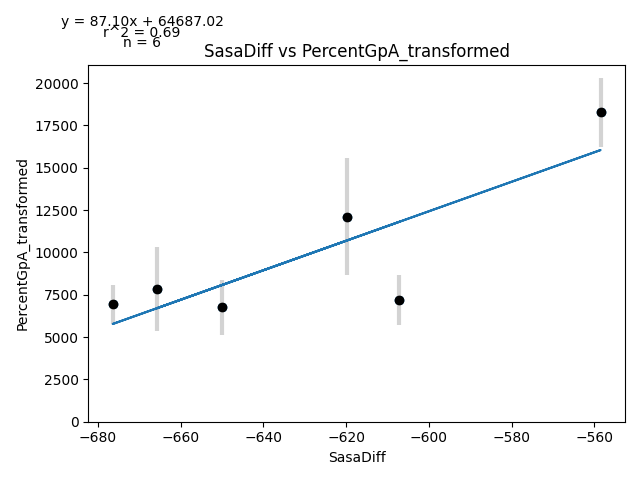 y = 87.10x + 64687.02
r^2 = 0.69
n = 6
SasaDiff vs PercentGpA_transformed
20000
17500
15000
12500
10000
7500
5000
2500
0
PercentGpA_transformed
−680
−660
−640
−620
−600
−580
−560
SasaDiff